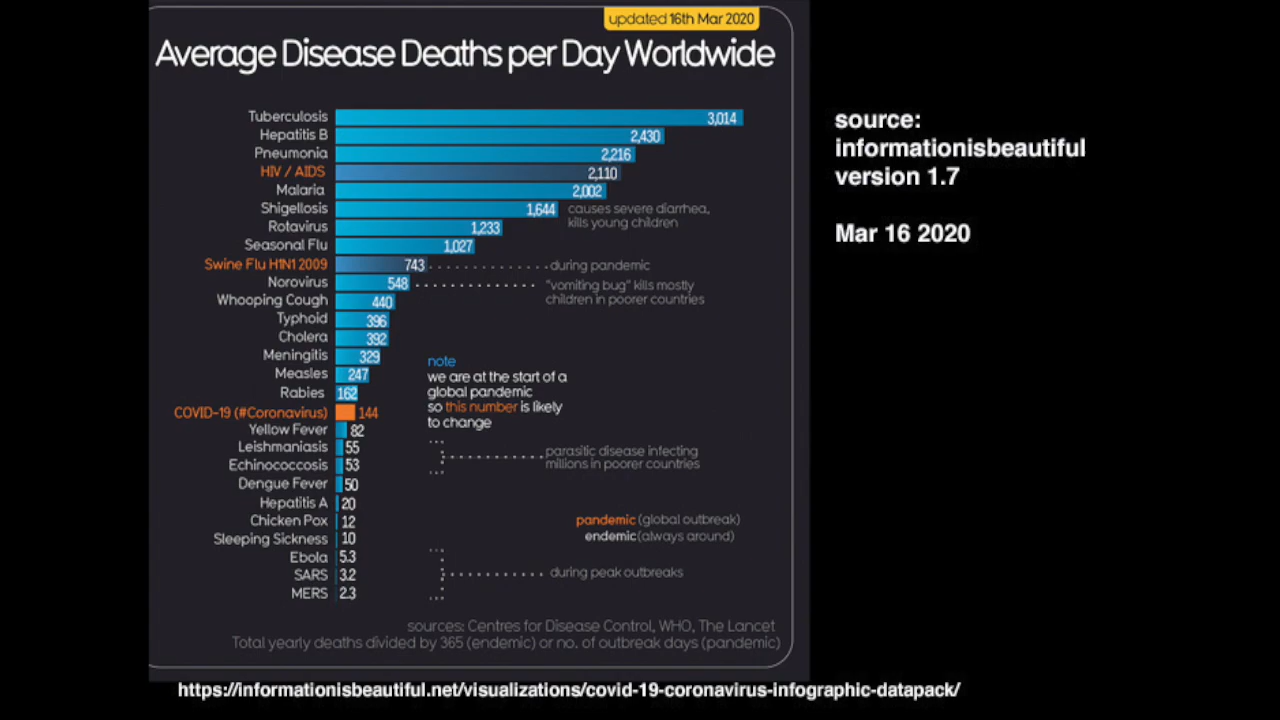 updated 16th Mar 2020
Average Disease Deaths per Day Worldwide
Tuberculosis 3,014
Hepatitis B 2,430
Pneumonia 2,216
HIV / AIDS 2,110
Malaria 2,002
Shigellosis 1,644 causes severe diarrhea,
kills young children
Rotavirus 1,233
Seasonal Flu 1,027
Swine Flu H1N1 2009 743 during pandemic
Norovirus 548 "vomiting bug" kills mostly
children in poorer countries
Whooping Cough 440
Typhoid 396
Cholera 392
Meningitis 329
Measles 247
Rabies 162
COVID-19 (#Coronavirus) 144
note
we are at the start of a
global pandemic
so this number is likely
to change
Yellow Fever 82
Leishmaniasis 55
Echinococcosis 53
parasitic disease infecting
millions in poorer countries
Dengue Fever 50
Hepatitis A 20
Chicken Pox 12
Sleeping Sickness 10
pandemic (global outbreak)
endemic (always around)
Ebola 5.3
SARS 3.2
MERS 2.3
during peak outbreaks
sources: Centres for Disease Control, WHO, The Lancet
Total yearly deaths divided by 365 (endemic) or no. of outbreak days (pandemic)
source:
informationisbeautiful
version 1.7
Mar 16 2020
https://informationisbeautiful.net/visualizations/covid-19-coronavirus-infographic-datapack/